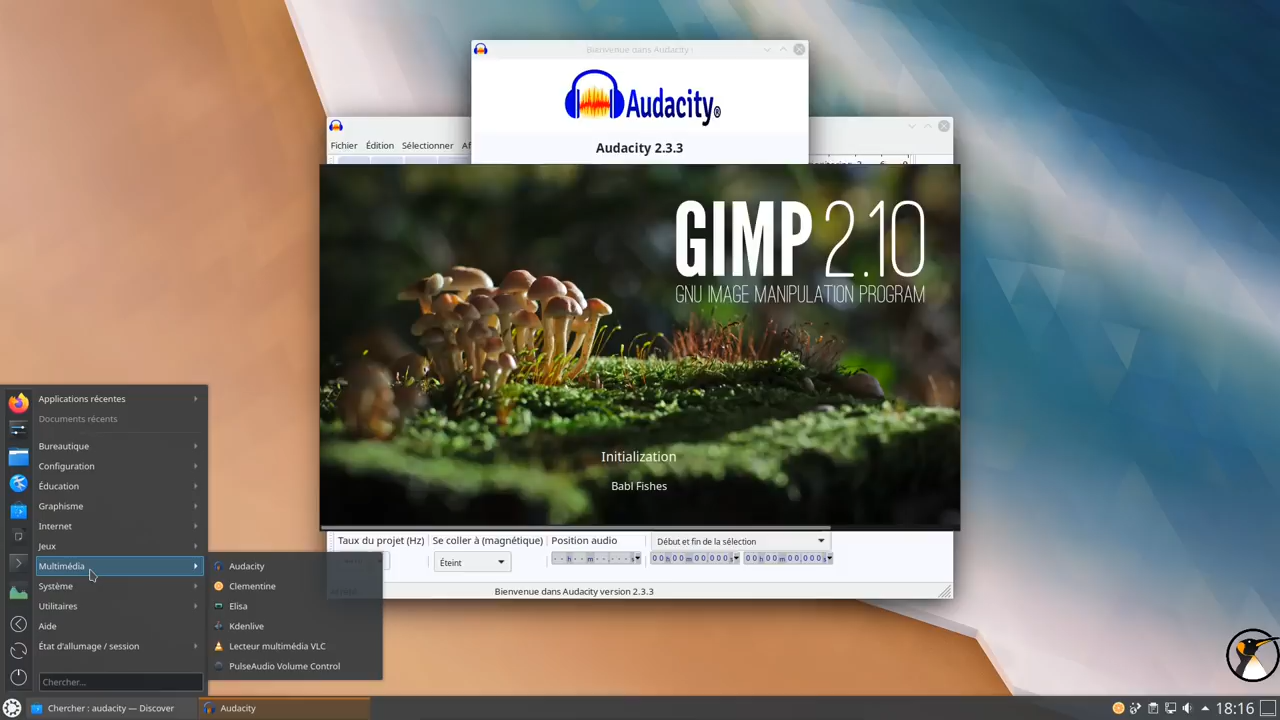 Bienvenue dans Audacity !
Audacity®
Audacity 2.3.3
Fichier Édition Sélectionner
GIMP 2.10
GNU IMAGE MANIPULATION PROGRAM
Initialization
Babl Fishes
Taux du projet (Hz) Se coller à (magnétique) Position audio Début et fin de la sélection
Éteint
00h00m00,000s 00h00m00,000s
Bienvenue dans Audacity version 2.3.3
Applications récentes
Documents récents
Bureautique
Configuration
Éducation
Graphisme
Internet
Jeux
Multimédia
Système
Utilitaires
Aide
État d'allumage / session
Chercher...
Audacity
Clementine
Elisa
Kdenlive
Lecteur multimédia VLC
PulseAudio Volume Control
Chercher : audacity — Discover
Audacity
18:16